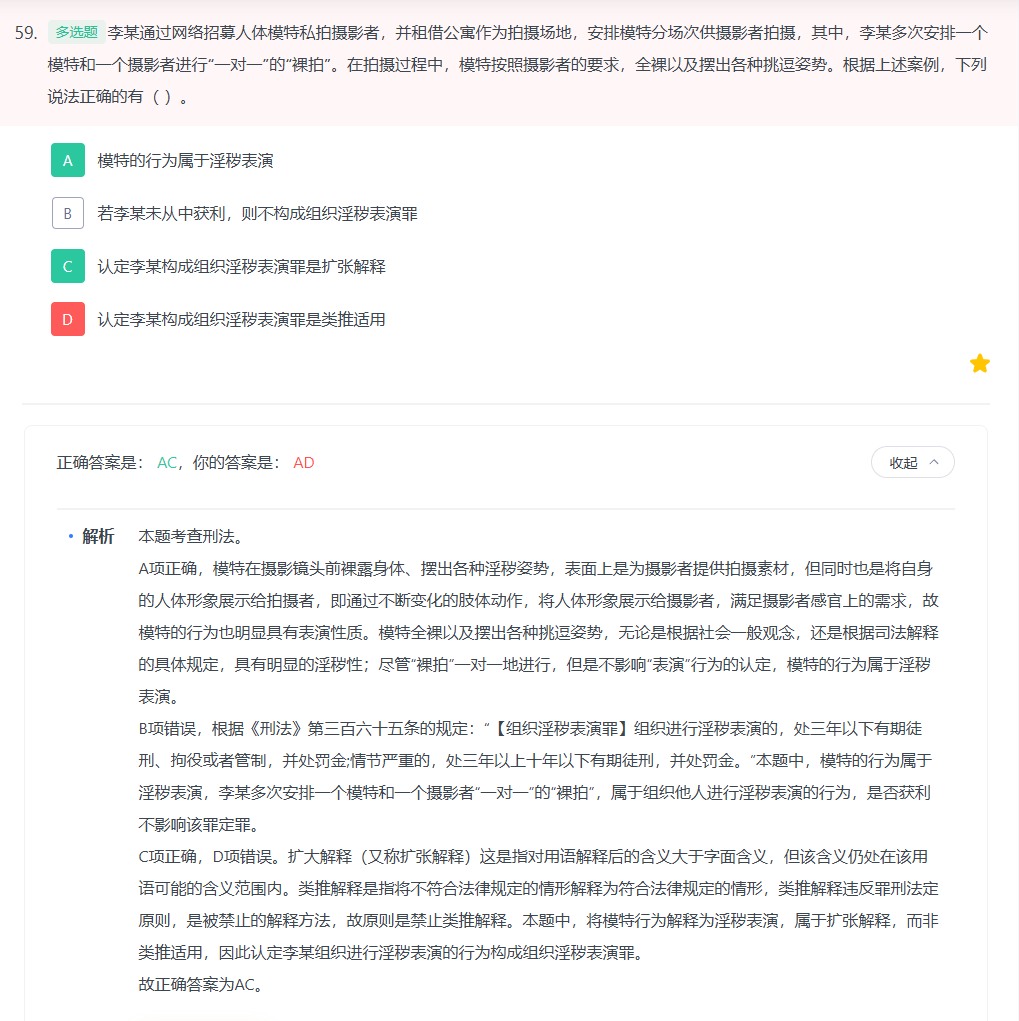 59. 多选题 李某通过网络招募人体模特私拍摄影者，并租借公寓作为拍摄场地，安排模特分场次供摄影者拍摄，其中，李某多次安排一个
模特和一个摄影者进行“一对一”的“裸拍”。在拍摄过程中，模特按照摄影者的要求，全裸以及摆出各种挑逗姿势。根据上述案例，下列
说法正确的有（ ）。
A 模特的行为属于淫秽表演
B 若李某未从中获利，则不构成组织淫秽表演罪
C 认定李某构成组织淫秽表演罪是扩张解释
D 认定李某构成组织淫秽表演罪是类推适用
正确答案是： AC，你的答案是： AD
收起
• 解析 本题考查刑法。
A项正确，模特在摄影镜头前裸露身体、摆出各种淫秽姿势，表面上是为摄影者提供拍摄素材，但同时也是将自身
的人体形象展示给拍摄者，即通过不断变化的肢体动作，将人体形象展示给摄影者，满足摄影者感官上的需求，故
模特的行为也明显具有表演性质。模特全裸以及摆出各种挑逗姿势，无论是根据社会一般观念，还是根据司法解释
的具体规定，具有明显的淫秽性；尽管“裸拍”一对一地进行，但是不影响“表演”行为的认定，模特的行为属于淫秽
表演。
B项错误，根据《刑法》第三百六十五条的规定：“【组织淫秽表演罪】组织进行淫秽表演的，处三年以下有期徒
刑、拘役或者管制，并处罚金;情节严重的，处三年以上十年以下有期徒刑，并处罚金。”本题中，模特的行为属于
淫秽表演，李某多次安排一个模特和一个摄影者“一对一”的“裸拍”，属于组织他人进行淫秽表演的行为，是否获利
不影响该罪定罪。
C项正确，D项错误。扩大解释（又称扩张解释）这是指对用语解释后的含义大于字面含义，但该含义仍处在该用
语可能的含义范围内。类推解释是指将不符合法律规定的情形解释为符合法律规定的情形，类推解释违反罪刑法定
原则，是被禁止的解释方法，故原则是禁止类推解释。本题中，将模特行为解释为淫秽表演，属于扩张解释，而非
类推适用，因此认定李某组织进行淫秽表演的行为构成组织淫秽表演罪。
故正确答案为AC。